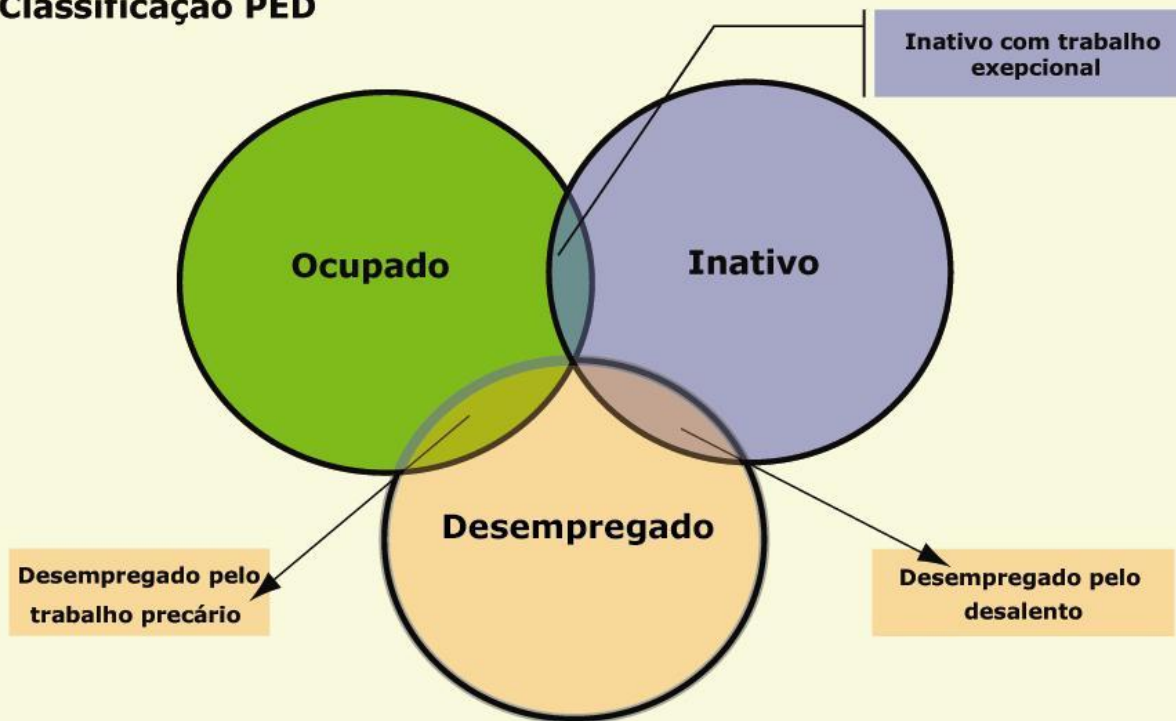 Classificação PED
Inativo com trabalho
exepcional
Ocupado
Inativo
Desempregado
Desempregado pelo
trabalho precário
Desempregado pelo
desalento